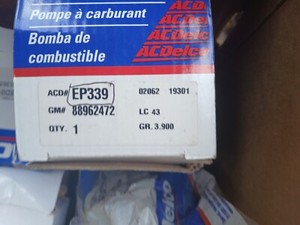 Pompe à carburant
Bomba de
combustible
ACDelco
ACDelco
ACDelco
ACD# EP339 02062 19301
GM# 88962472 LC 43
QTY. 1 GR. 3.900